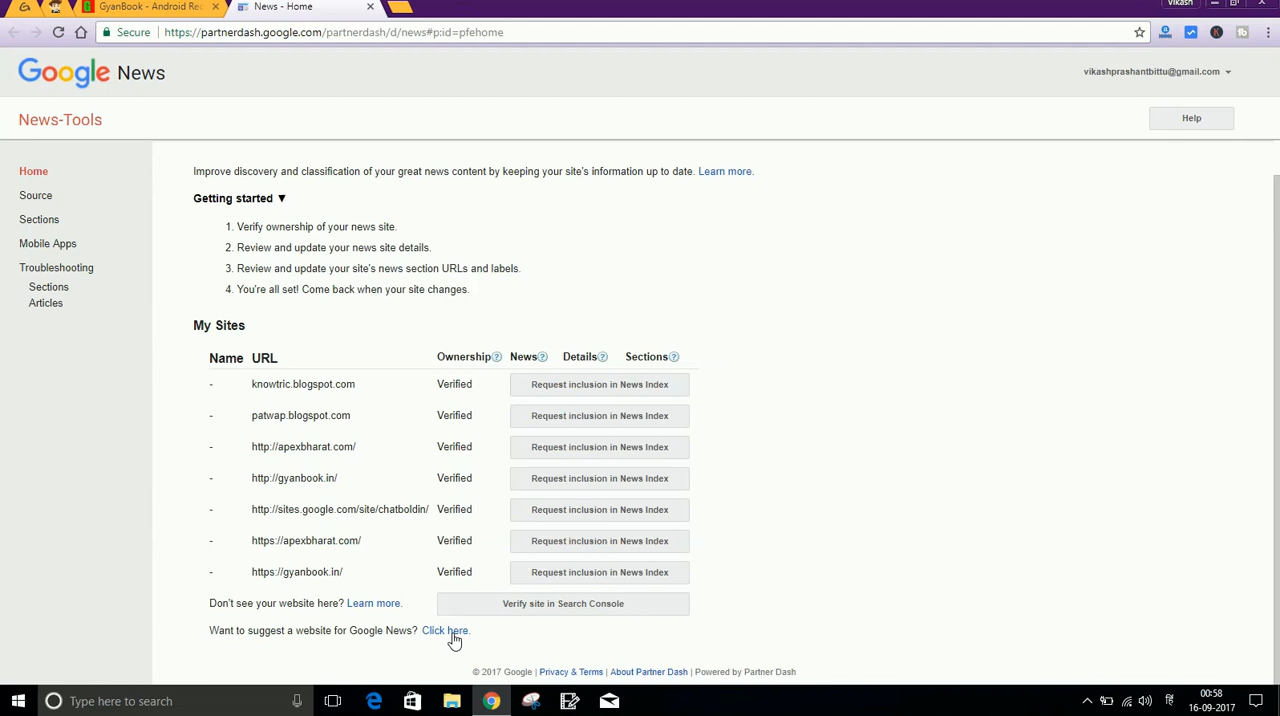 Vikash
GyanBook - Android Rec
News - Home
Secure
https://partnerdash.google.com/partnerdash/d/news#p:id=pfehome
Google News
vikashprashantbittu@gmail.com
News-Tools
Help
Home
Source
Sections
Mobile Apps
Troubleshooting
Sections
Articles
Improve discovery and classification of your great news content by keeping your site's information up to date. Learn more.
Getting started ▼
1. Verify ownership of your news site.
2. Review and update your news site details.
3. Review and update your site's news section URLs and labels.
4. You're all set! Come back when your site changes.
My Sites
Name URL Ownership? News? Details? Sections?
- knowtric.blogspot.com Verified Request inclusion in News Index
- patwap.blogspot.com Verified Request inclusion in News Index
- http://apexbharat.com/ Verified Request inclusion in News Index
- http://gyanbook.in/ Verified Request inclusion in News Index
- http://sites.google.com/site/chatboldin/ Verified Request inclusion in News Index
- https://apexbharat.com/ Verified Request inclusion in News Index
- https://gyanbook.in/ Verified Request inclusion in News Index
Don't see your website here? Learn more. Verify site in Search Console
Want to suggest a website for Google News? Click here.
© 2017 Google | Privacy & Terms | About Partner Dash | Powered by Partner Dash
Type here to search
00:58
16-09-2017